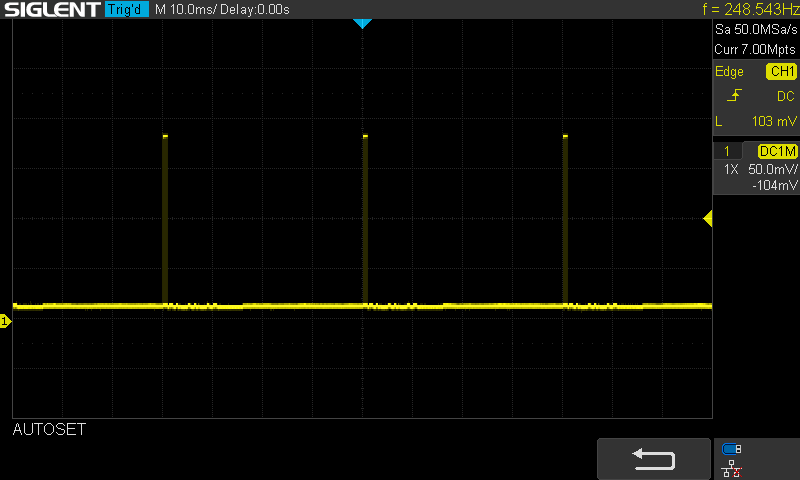 SIGLENT Trig'd M 10.0ms/ Delay:0.00s f = 248.543Hz
Sa 50.0MSa/s
Curr 7.00Mpts
Edge CH1
DC
L 103 mV
1 DC1M
1X 50.0mV/
-104mV
1
AUTOSET